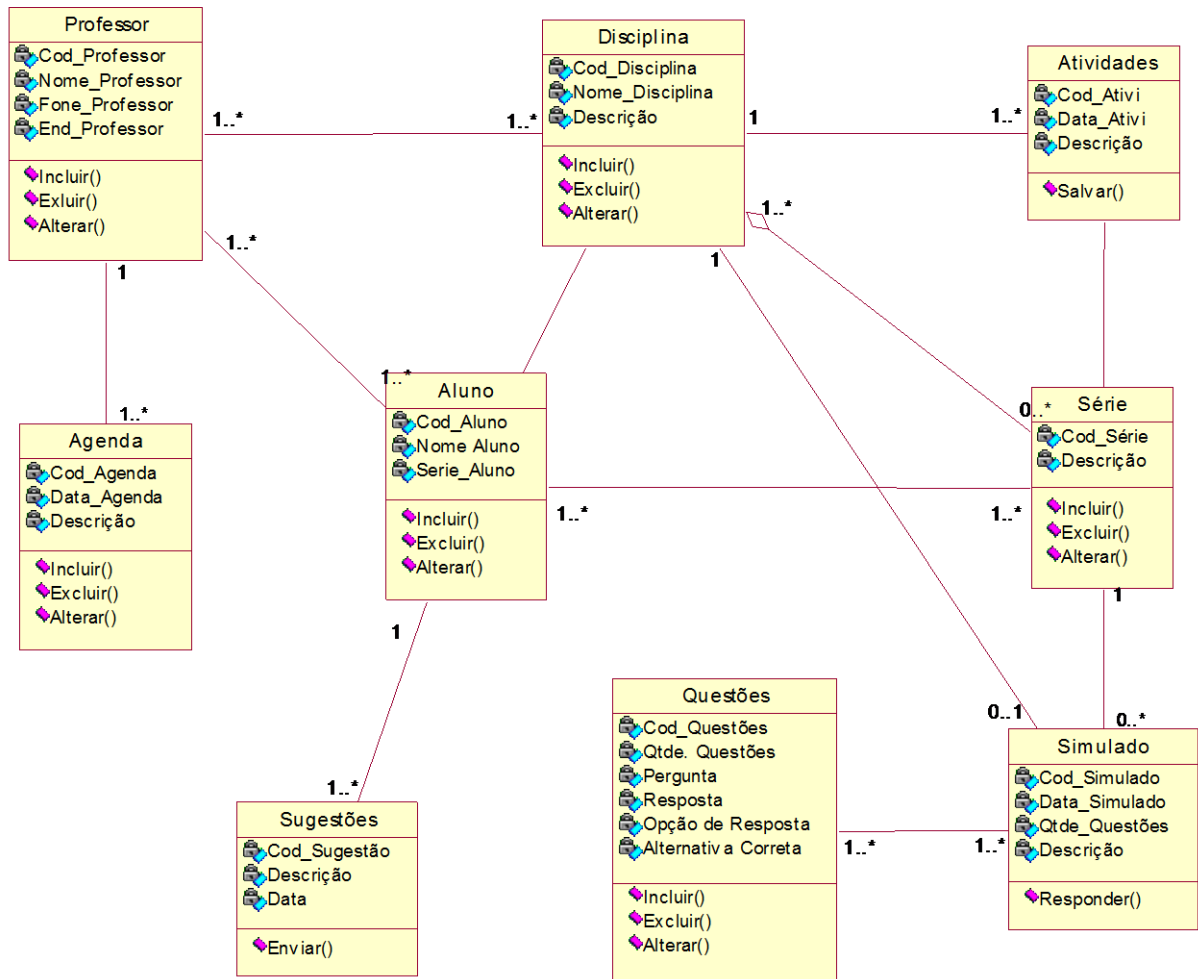 Professor
Cod_Professor
Nome_Professor
Fone_Professor
End_Professor
Incluir()
Exluir()
Alterar()
1..*
1..*
Disciplina
Cod_Disciplina
Nome_Disciplina
Descrição
Incluir()
Excluir()
Alterar()
1
1..*
Atividades
Cod_Ativi
Data_Ativi
Descrição
Salvar()
1..*
1..*
1
1
1..*
1..*
0..*
Agenda
Cod_Agenda
Data_Agenda
Descrição
Incluir()
Excluir()
Alterar()
Aluno
Cod_Aluno
Nome Aluno
Serie_Aluno
Incluir()
Excluir()
Alterar()
1..*
1..*
Série
Cod_Série
Descrição
Incluir()
Excluir()
Alterar()
1
1
1..*
0..1
0..*
Sugestões
Cod_Sugestão
Descrição
Data
Enviar()
Questões
Cod_Questões
Qtde. Questões
Pergunta
Resposta
Opção de Resposta
Alternativa Correta
Incluir()
Excluir()
Alterar()
1..*
1..*
Simulado
Cod_Simulado
Data_Simulado
Qtde_Questões
Descrição
Responder()